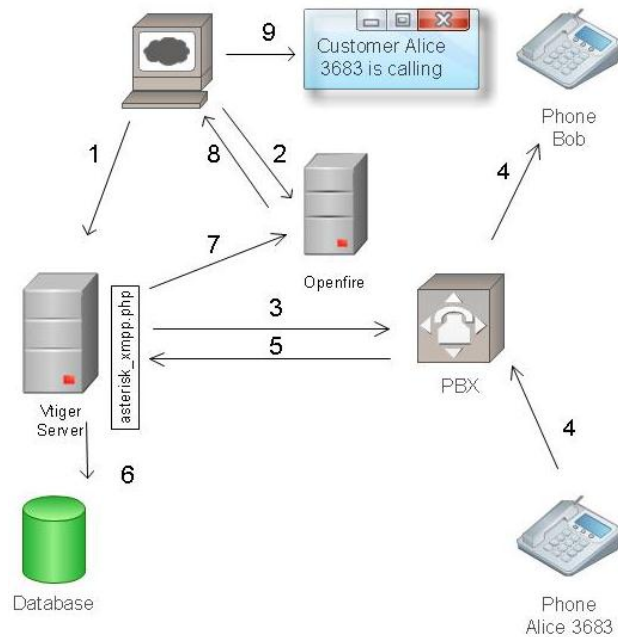 9
Customer Alice
3683 is calling
Phone
Bob
1
8
2
4
7
Openfire
3
5
asterisk_xmpp.php
PBX
Vtiger
Server
4
6
Database
Phone
Alice 3683